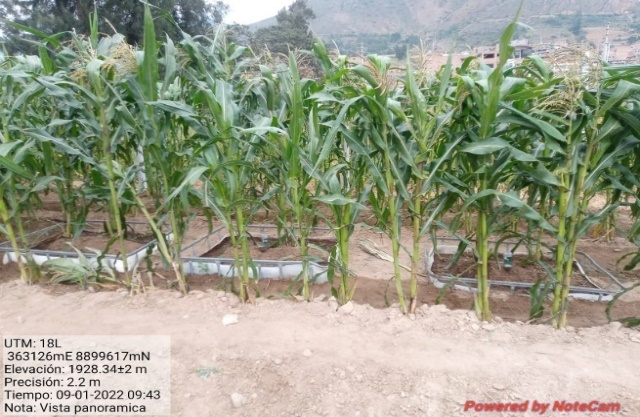 UTM: 18L
363126mE 8899617mN
Elevación: 1928.34±2 m
Precisión: 2.2 m
Tiempo: 09-01-2022 09:43
Nota: Vista panoramica
Powered by NoteCam